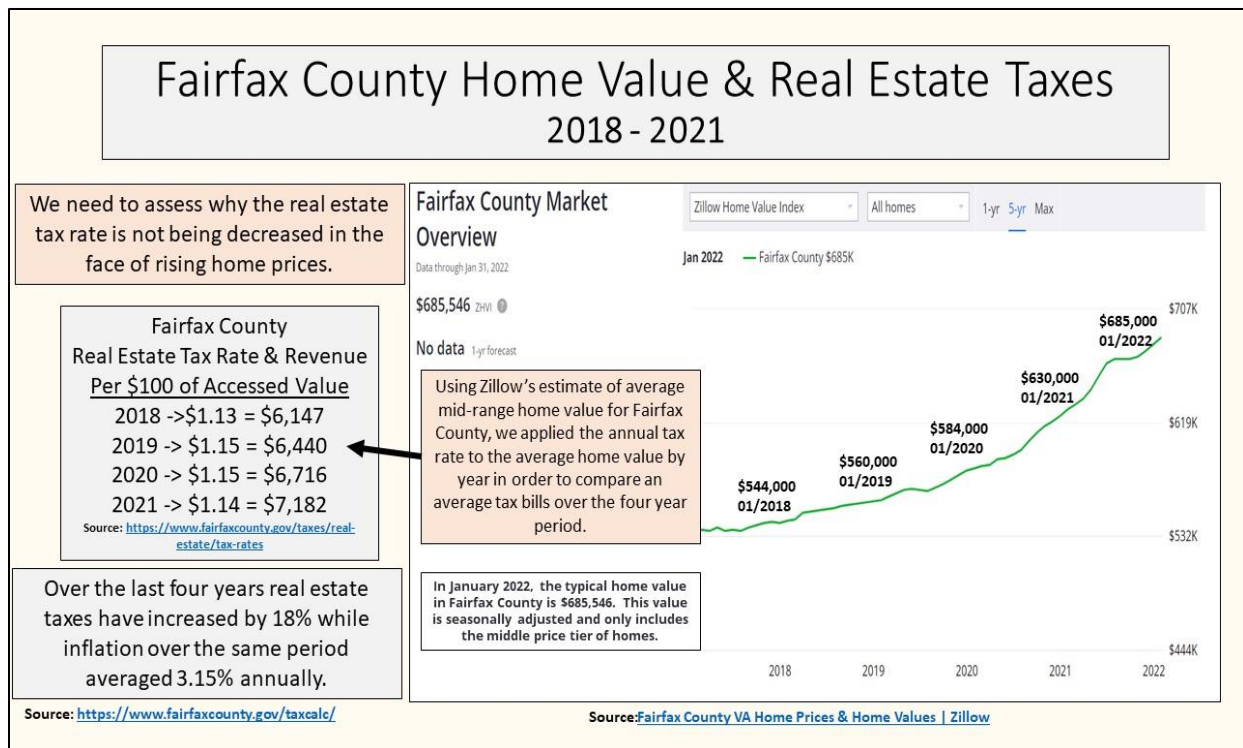 Fairfax County Home Value & Real Estate Taxes
2018 - 2021
We need to assess why the real estate
tax rate is not being decreased in the
face of rising home prices.
Fairfax County
Real Estate Tax Rate & Revenue
Per $100 of Accessed Value
2018 ->$1.13 = $6,147
2019 -> $1.15 = $6,440
2020 -> $1.15 = $6,716
2021 -> $1.14 = $7,182
Source: https://www.fairfaxcounty.gov/taxes/real-
estate/tax-rates
Over the last four years real estate
taxes have increased by 18% while
inflation over the same period
averaged 3.15% annually.
Source: https://www.fairfaxcounty.gov/taxcalc/
Fairfax County Market
Overview
Data through Jan 31, 2022
$685,546 ZHVI ?
No data 1-yr forecast
Using Zillow's estimate of average
mid-range home value for Fairfax
County, we applied the annual tax
rate to the average home value by
year in order to compare an
average tax bills over the four year
period.
In January 2022, the typical home value
in Fairfax County is $685,546. This value
is seasonally adjusted and only includes
the middle price tier of homes.
Zillow Home Value Index
All homes
1-yr 5-yr Max
Jan 2022 Fairfax County $685K
$544,000
01/2018
$560,000
01/2019
$584,000
01/2020
$630,000
01/2021
$685,000
01/2022
$707K
$619K
$532K
$444K
2018 2019 2020 2021 2022
Source:Fairfax County VA Home Prices & Home Values | Zillow